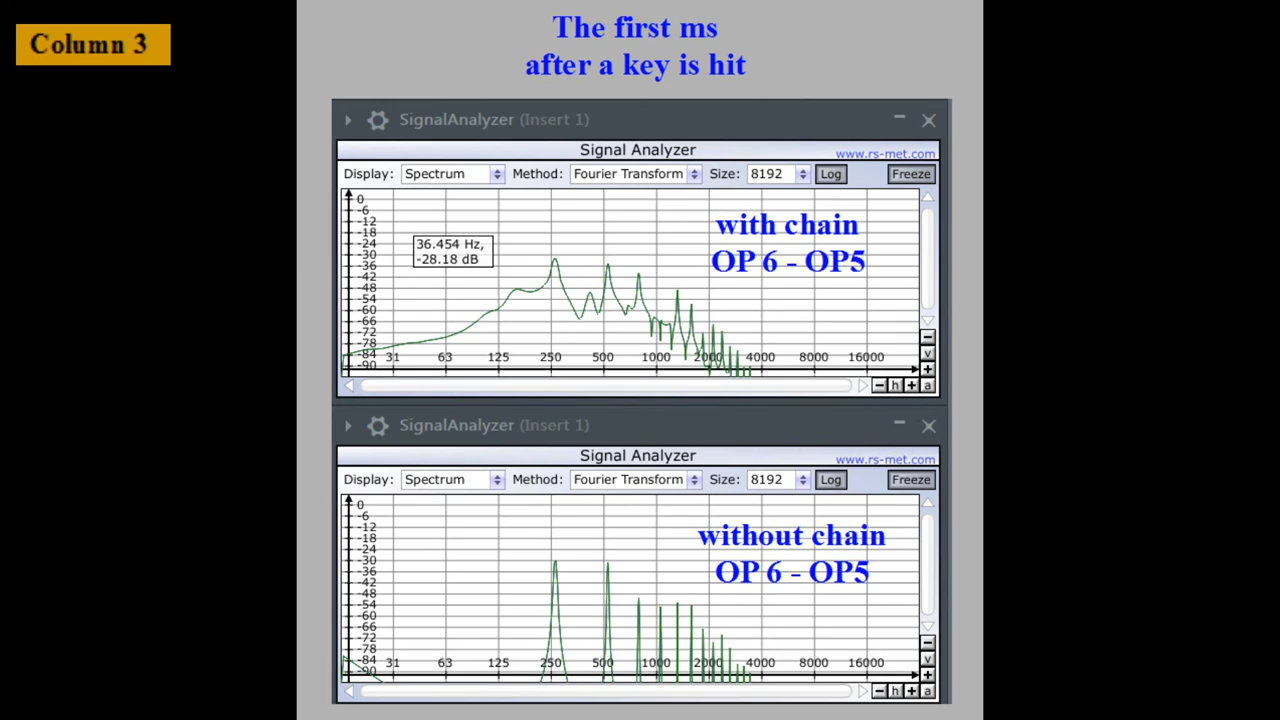 Column 3
The first ms
after a key is hit
SignalAnalyzer (Insert 1)
Signal Analyzer
www.rs-met.com
Display: Spectrum Method: Fourier Transform Size: 8192 Log Freeze
0
-6
-12
-18
-24
-30
-36
-42
-48
-54
-60
-66
-72
-78
-84
-90
36.454 Hz,
-28.18 dB
with chain
OP 6 - OP5
31 63 125 250 500 1000 2000 4000 8000 16000
v
h a
SignalAnalyzer (Insert 1)
Signal Analyzer
www.rs-met.com
Display: Spectrum Method: Fourier Transform Size: 8192 Log Freeze
0
-6
-12
-18
-24
-30
-36
-42
-48
-54
-60
-66
-72
-78
-84
-90
without chain
OP 6 - OP5
31 63 125 250 500 1000 2000 4000 8000 16000
v
h a